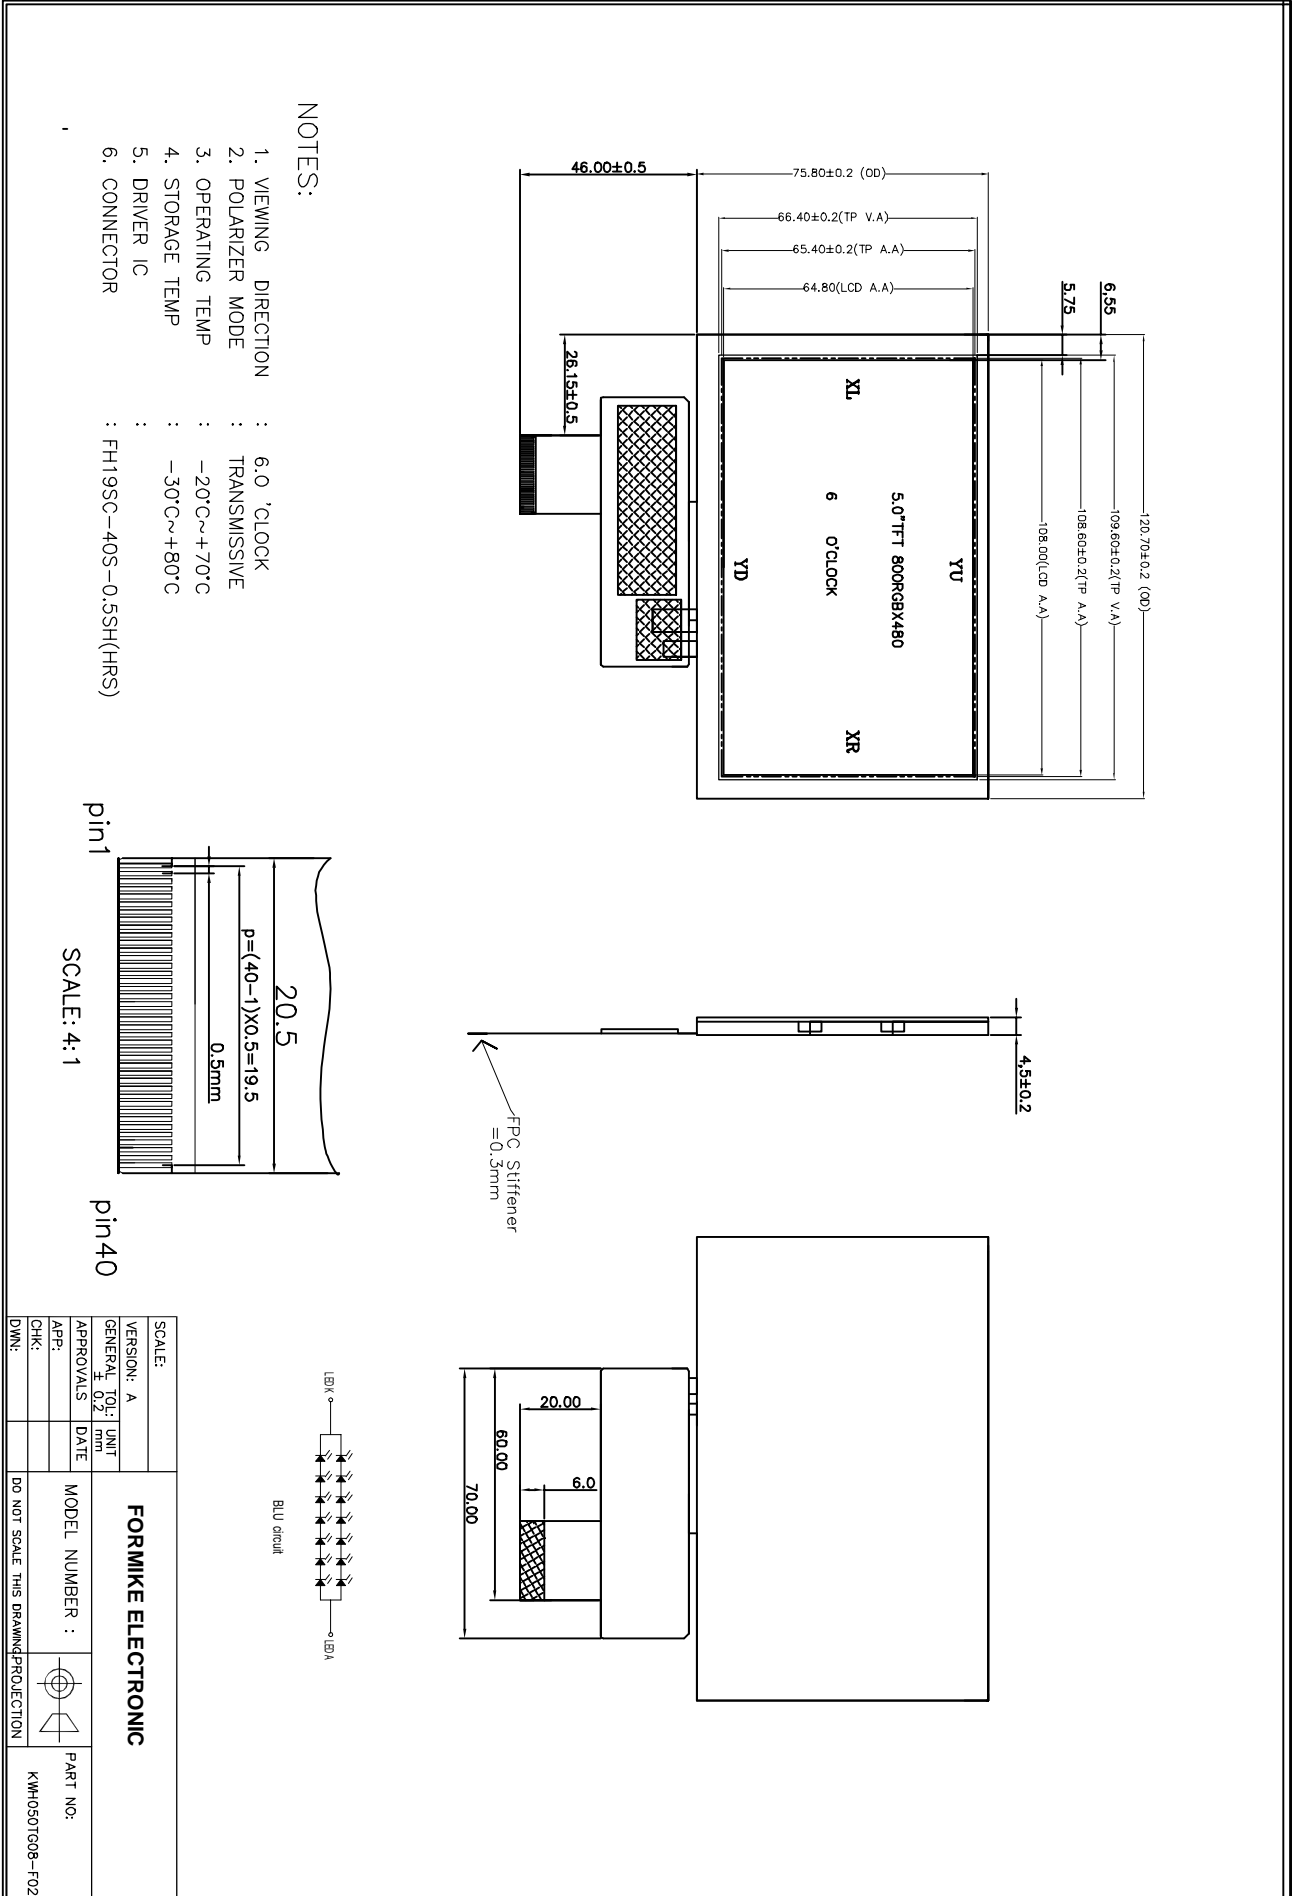 120.70±0.2 (OD)
109.60±0.2(TP V.A)
108.60±0.2(TP A.A)
108.00(LCD A.A)
6,55
5.75
75.80±0.2 (OD)
66.40±0.2(TP V.A)
65.40±0.2(TP A.A)
64.80(LCD A.A)
46.00±0.5
26.15±0.5
YU
5.0"TFT 800RGBX480
XL
XR
6 O'CLOCK
YD
4,5±0.2
FPC Stiffener
=0.3mm
20.00
6.0
60.00
70.00
NOTES:
1. VIEWING DIRECTION : 6.0 'CLOCK
2. POLARIZER MODE : TRANSMISSIVE
3. OPERATING TEMP : -20°C~+70°C
4. STORAGE TEMP : -30°C~+80°C
5. DRIVER IC :
6. CONNECTOR : FH19SC-40S-0.5SH(HRS)
-
20.5
p=(40-1)X0.5=19.5
0.5mm
pin1
pin40
SCALE: 4:1
LED K
LED A
BLU circuit
SCALE:
VERSION: A
GENERAL TOL:
± 0.2
UNIT
mm
APPROVALS
DATE
APP:
CHK:
DWN:
FORMIKE ELECTRONIC
MODEL NUMBER :
PART NO:
KWH050TG08-F02
DO NOT SCALE THIS DRAWING.
PROJECTION